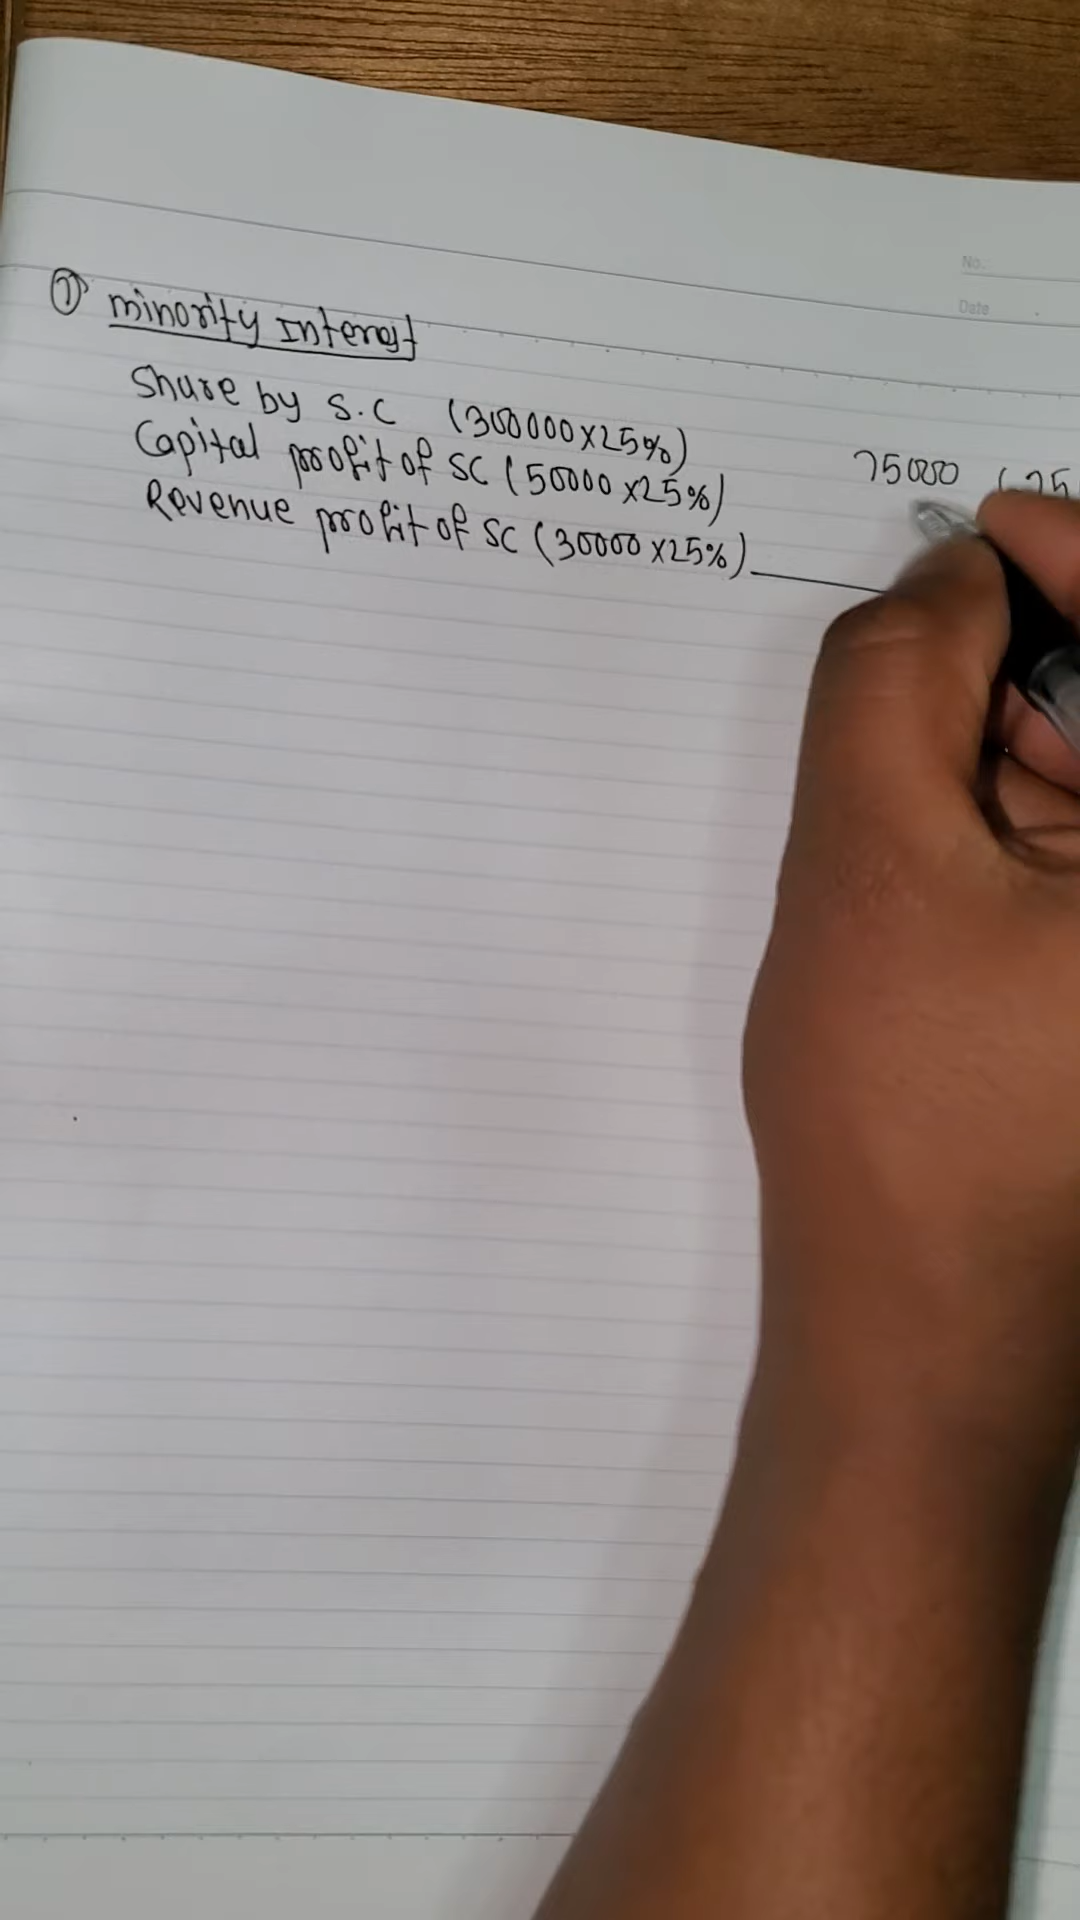 No.
Date
① minority Interest
Share by S.C (300000x25%) 75000
Capital profit of SC (50000x25%)
Revenue profit of SC (30000x25%)